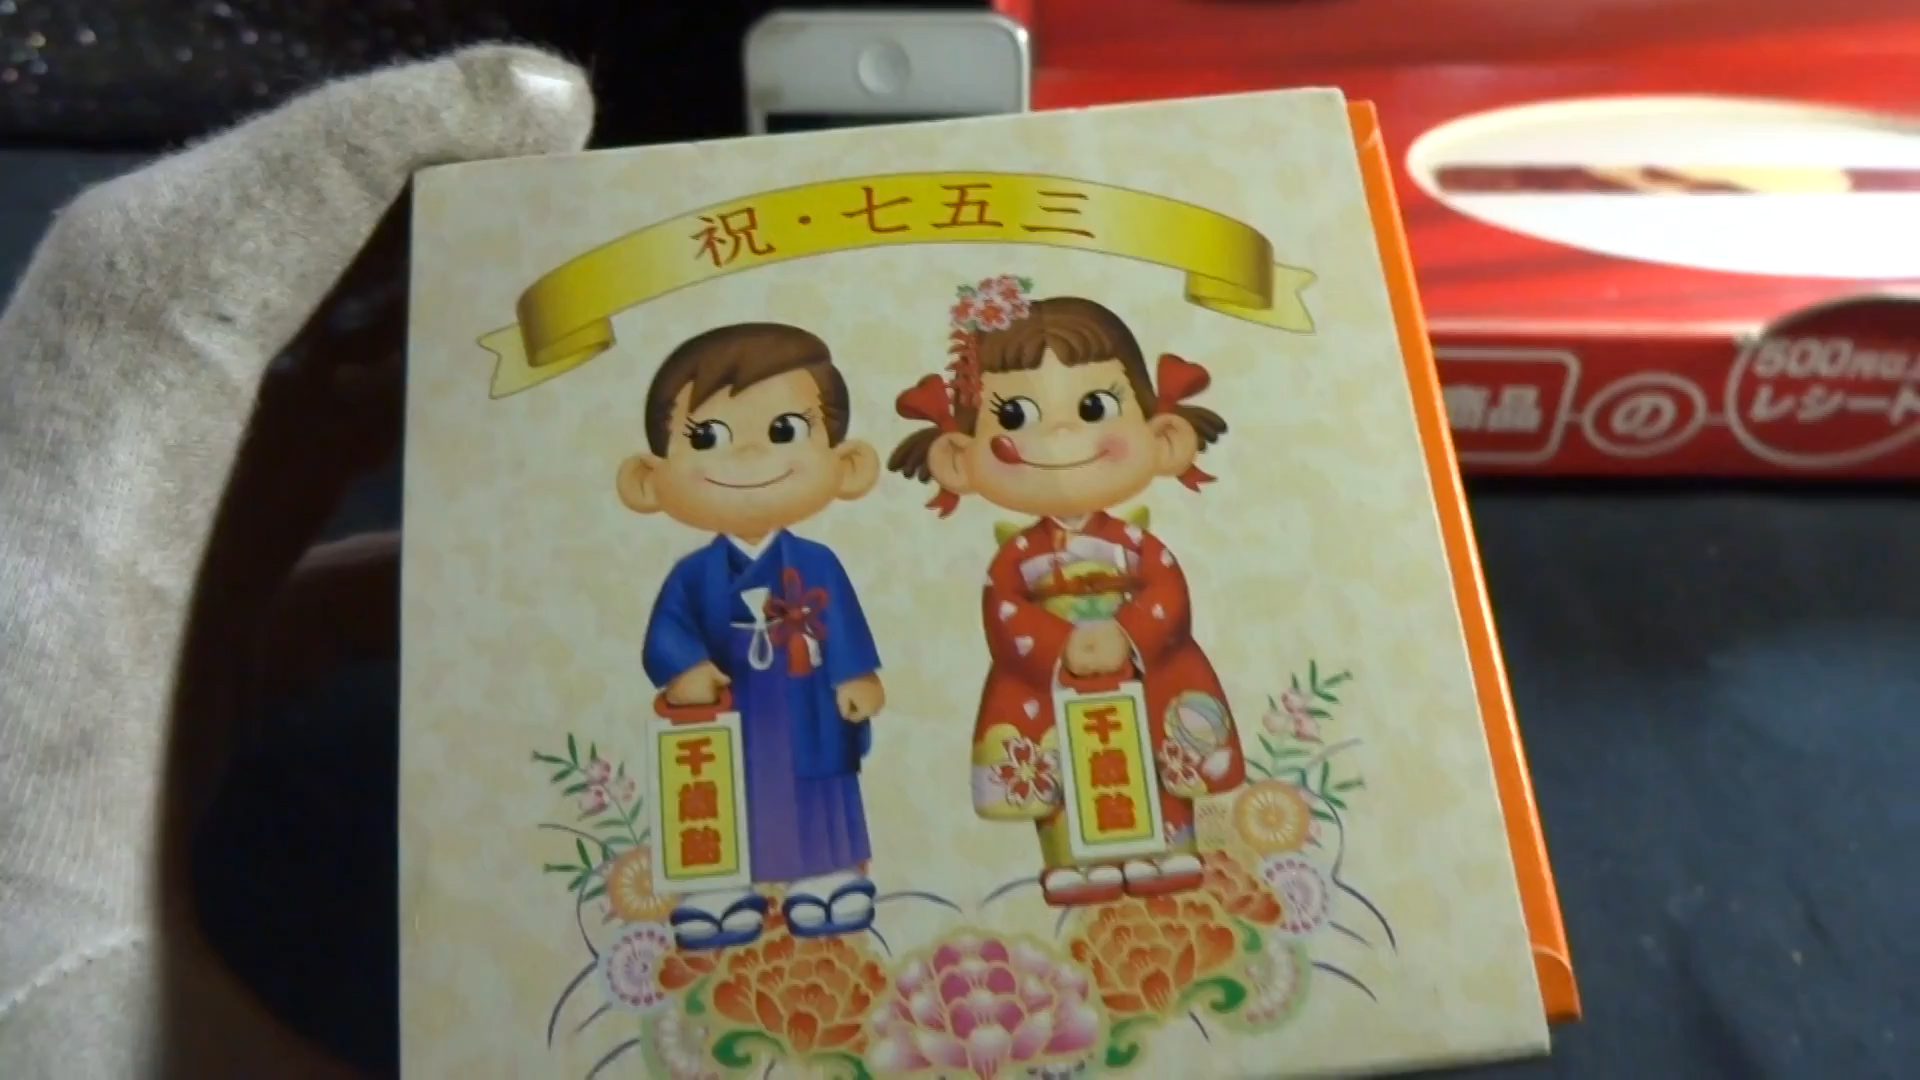 祝・七五三
千歳飴
千歳飴
商品
の
500円以
レシート